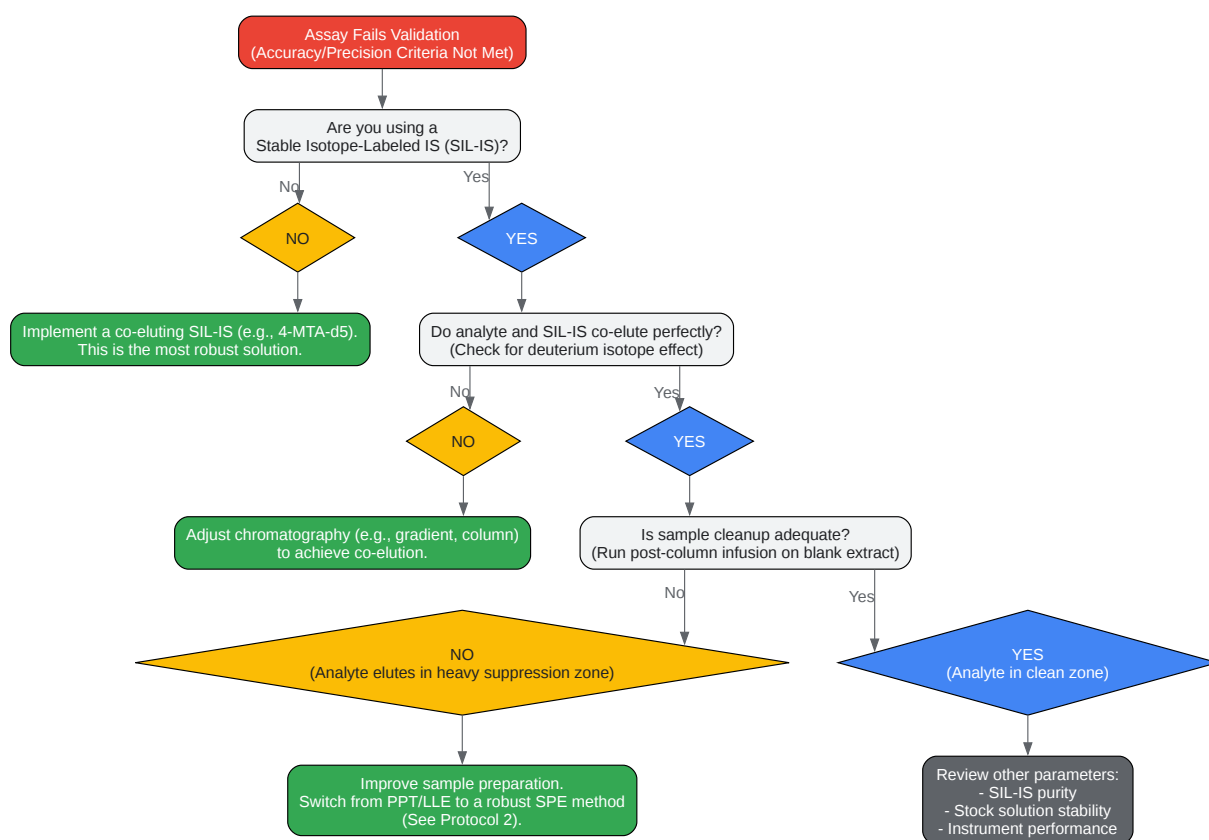 Assay Fails Validation
(Accuracy/Precision Criteria Not Met)
Are you using a
Stable Isotope-Labeled IS (SIL-IS)?
No
Yes
NO
YES
Implement a co-eluting SIL-IS (e.g., 4-MTA-d5).
This is the most robust solution.
Do analyte and SIL-IS co-elute perfectly?
(Check for deuterium isotope effect)
No
Yes
NO
YES
Adjust chromatography (e.g., gradient, column)
to achieve co-elution.
Is sample cleanup adequate?
(Run post-column infusion on blank extract)
No
Yes
NO
(Analyte elutes in heavy suppression zone)
YES
(Analyte in clean zone)
Improve sample preparation.
Switch from PPT/LLE to a robust SPE method
(See Protocol 2).
Review other parameters:
- SIL-IS purity
- Stock solution stability
- Instrument performance